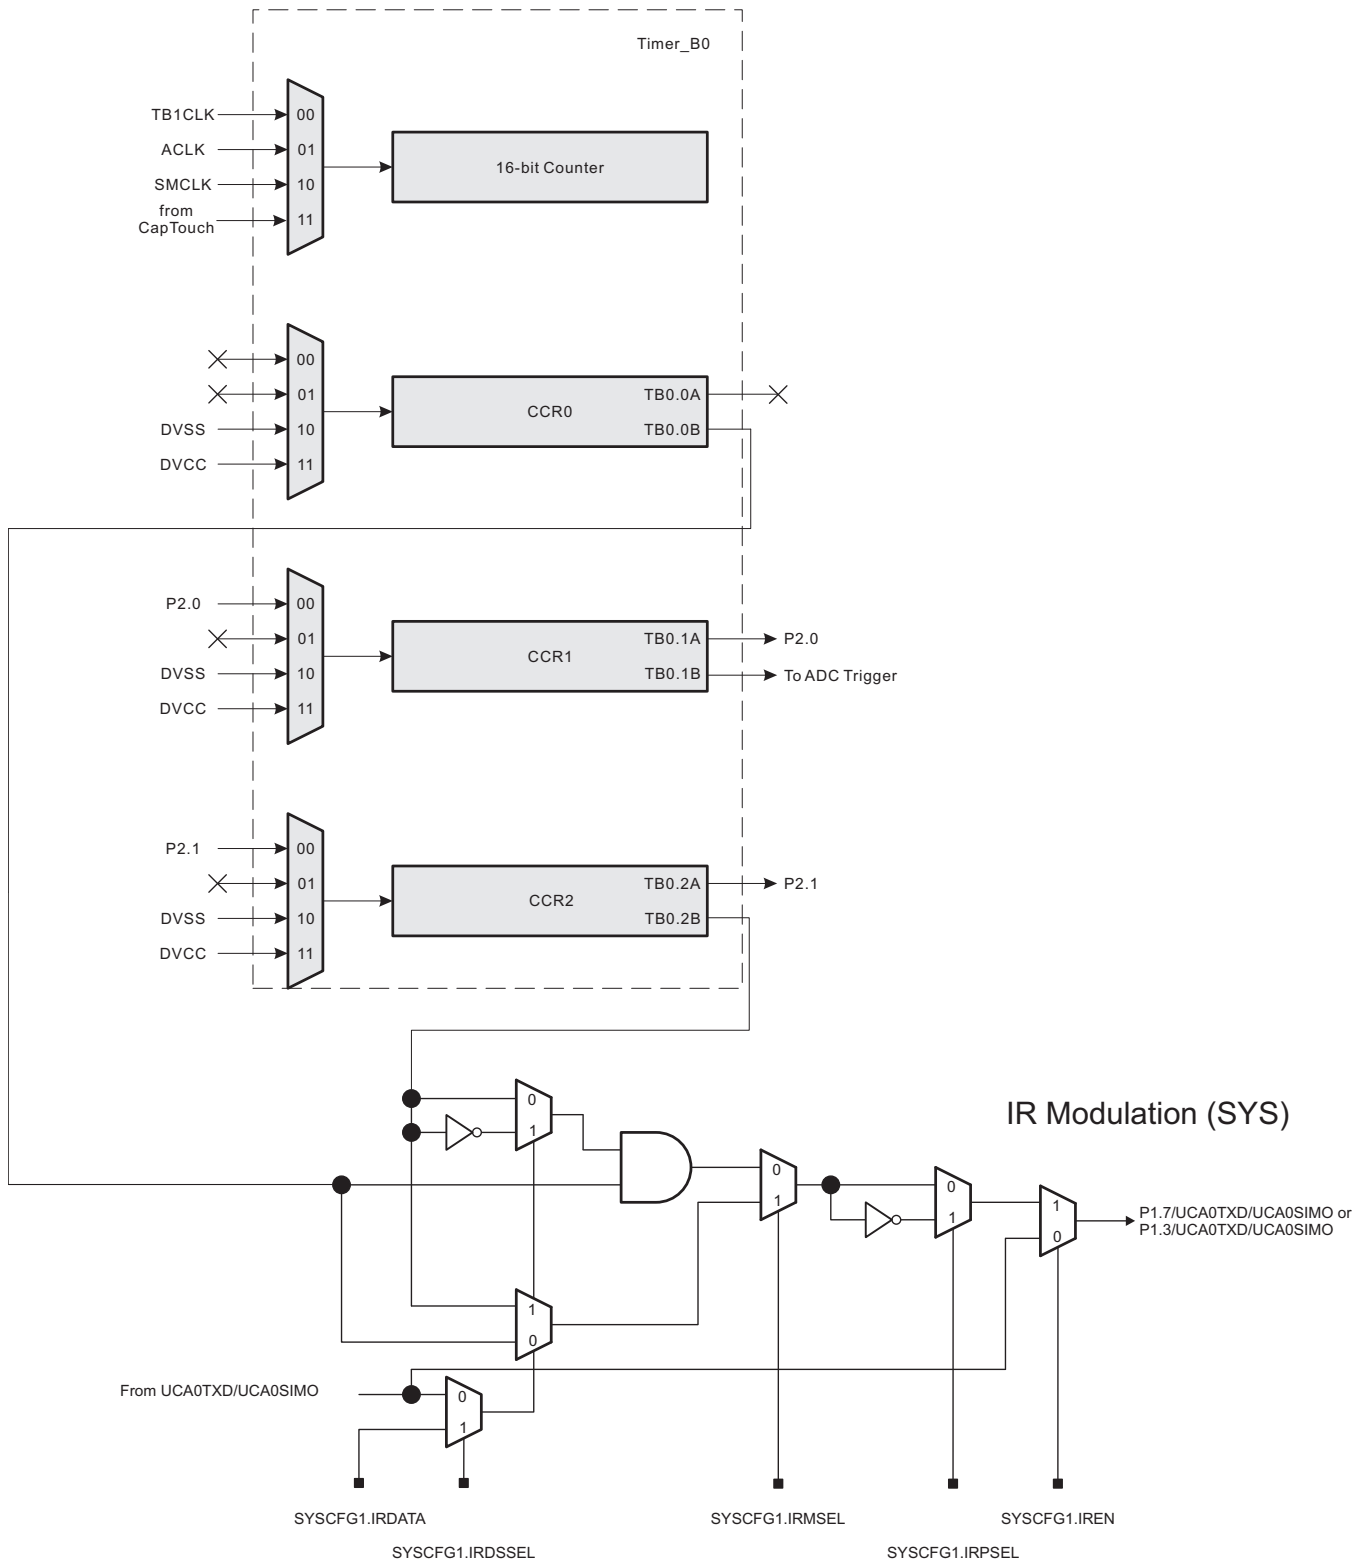 Timer_B0
TB1CLK
00
ACLK
01
16-bit Counter
SMCLK
10
from
CapTouch
11
00
01
TB0.0A
CCR0
DVSS
10
TB0.0B
DVCC
11
P2.0
00
01
TB0.1A
P2.0
CCR1
DVSS
10
TB0.1B
To ADC Trigger
DVCC
11
P2.1
00
01
TB0.2A
P2.1
CCR2
DVSS
10
TB0.2B
DVCC
11
IR Modulation (SYS)
0
1
0
1
0
1
1
0
P1.7/UCA0TXD/UCA0SIMO or
P1.3/UCA0TXD/UCA0SIMO
1
0
From UCA0TXD/UCA0SIMO
0
1
SYSCFG1.IRDATA
SYSCFG1.IRMSEL
SYSCFG1.IREN
SYSCFG1.IRDSSEL
SYSCFG1.IRPSEL